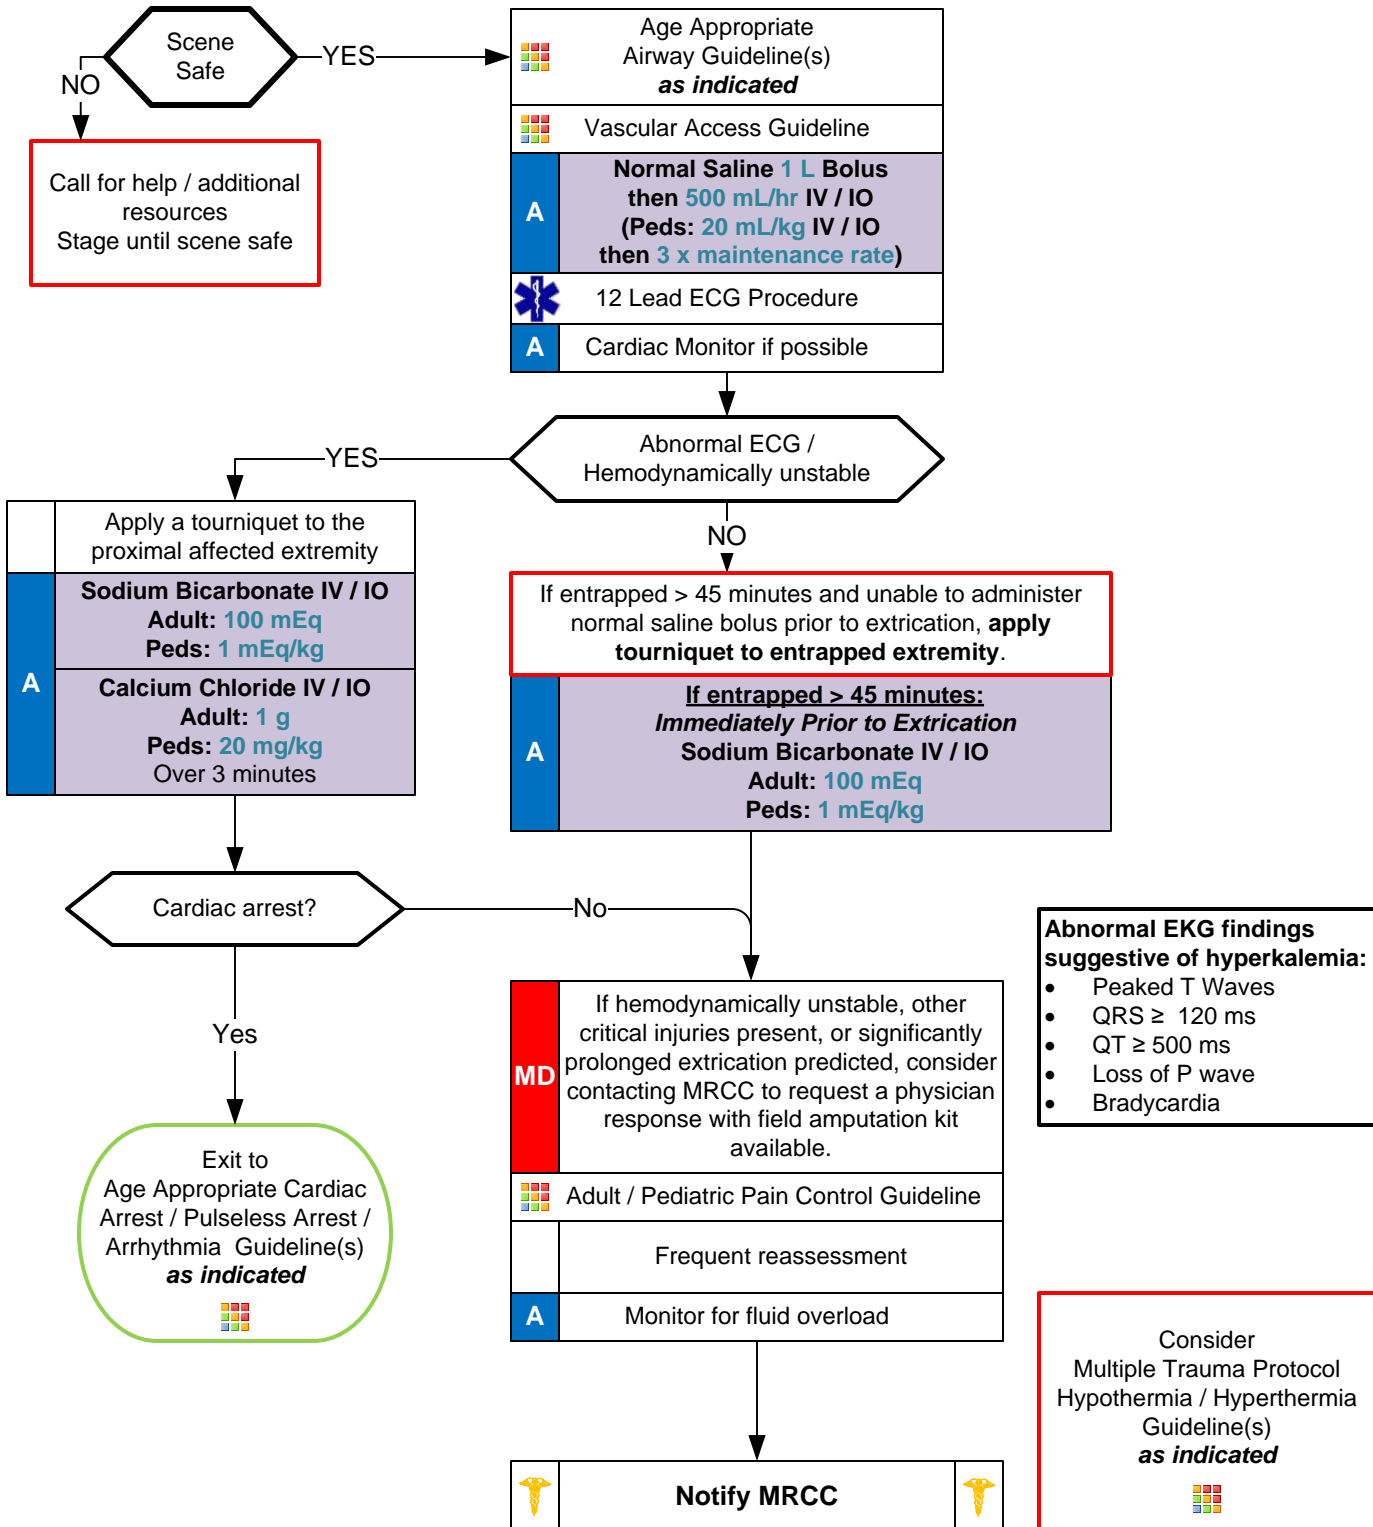 Scene
Safe
YES
NO
Call for help / additional
resources
Stage until scene safe
Age Appropriate
Airway Guideline(s)
as indicated
Vascular Access Guideline
A
Normal Saline 1 L Bolus
then 500 mL/hr IV / IO
(Peds: 20 mL/kg IV / IO
then 3 x maintenance rate)
12 Lead ECG Procedure
A
Cardiac Monitor if possible
Abnormal ECG /
Hemodynamically unstable
YES
NO
Apply a tourniquet to the
proximal affected extremity
A
Sodium Bicarbonate IV / IO
Adult: 100 mEq
Peds: 1 mEq/kg
Calcium Chloride IV / IO
Adult: 1 g
Peds: 20 mg/kg
Over 3 minutes
If entrapped > 45 minutes and unable to administer
normal saline bolus prior to extrication, apply
tourniquet to entrapped extremity.
A
If entrapped > 45 minutes:
Immediately Prior to Extrication
Sodium Bicarbonate IV / IO
Adult: 100 mEq
Peds: 1 mEq/kg
Cardiac arrest?
No
Yes
Exit to
Age Appropriate Cardiac
Arrest / Pulseless Arrest /
Arrhythmia Guideline(s)
as indicated
MD
If hemodynamically unstable, other
critical injuries present, or significantly
prolonged extrication predicted, consider
contacting MRCC to request a physician
response with field amputation kit
available.
Adult / Pediatric Pain Control Guideline
Frequent reassessment
A
Monitor for fluid overload
Notify MRCC
Abnormal EKG findings
suggestive of hyperkalemia:
• Peaked T Waves
• QRS ≥ 120 ms
• QT ≥ 500 ms
• Loss of P wave
• Bradycardia
Consider
Multiple Trauma Protocol
Hypothermia / Hyperthermia
Guideline(s)
as indicated